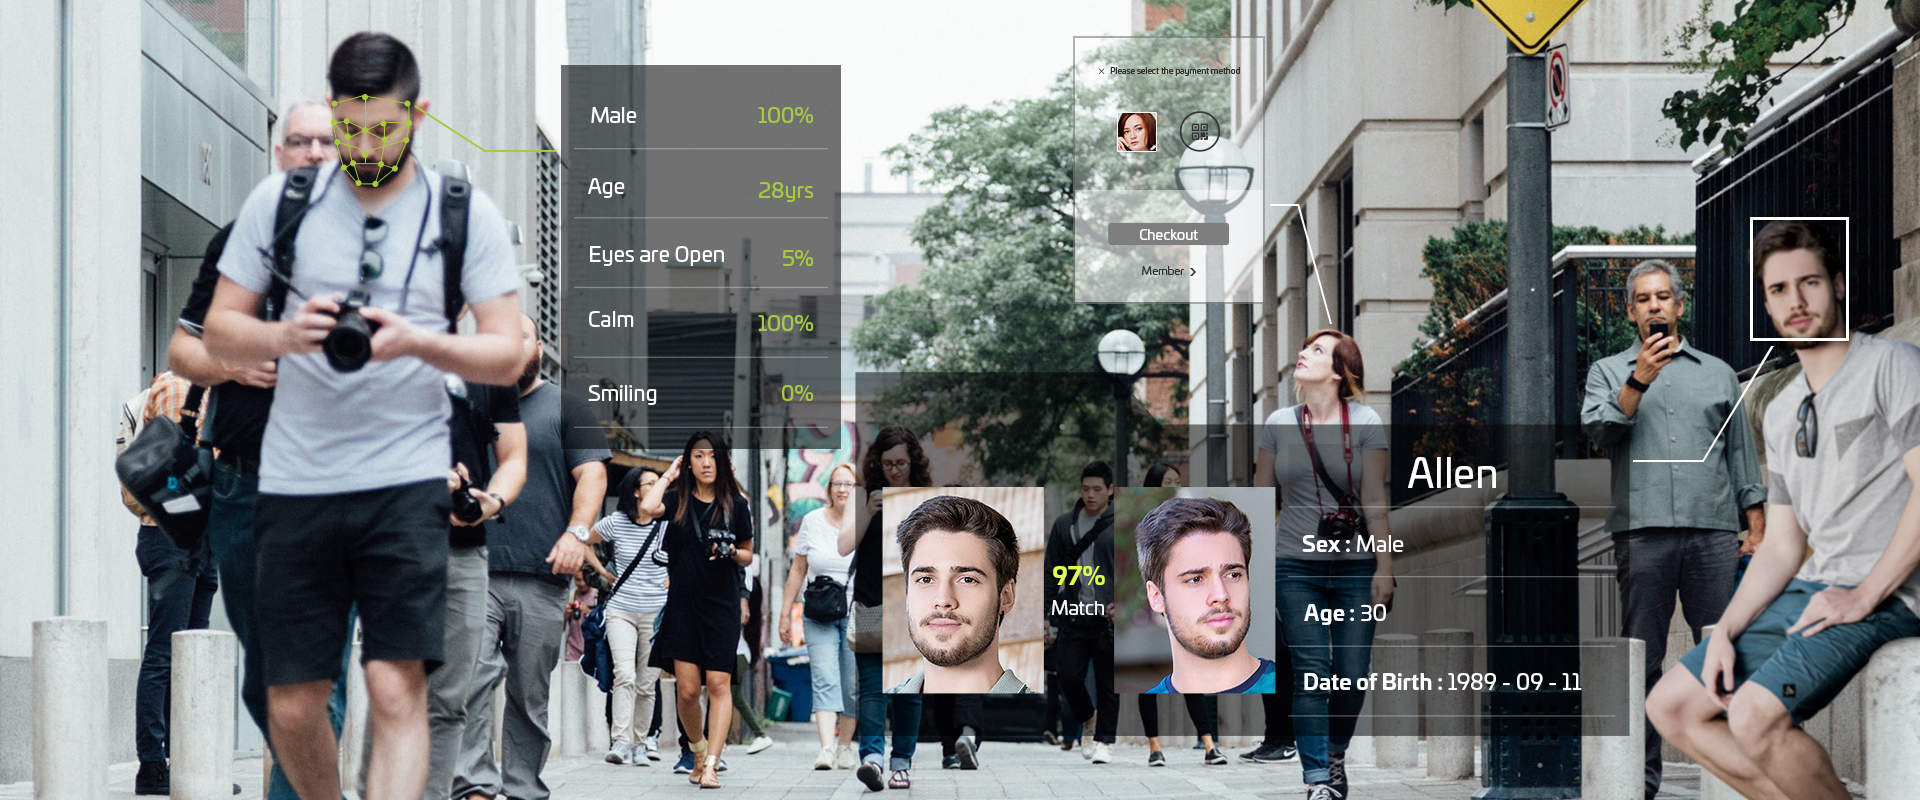 Male 100%
Age 28yrs
Eyes are Open 5%
Calm 100%
Smiling 0%
× Please select the payment method
Checkout
Member >
97%
Match
Allen
Sex : Male
Age : 30
Date of Birth : 1989 - 09 - 11